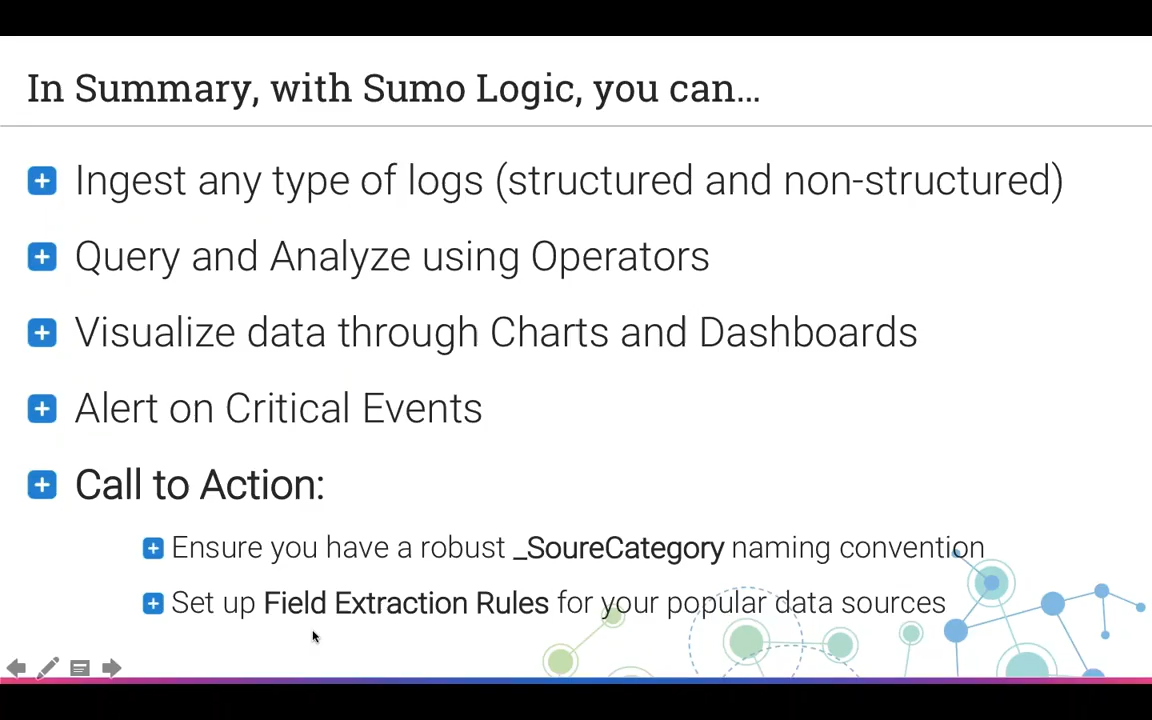 In Summary, with Sumo Logic, you can...
Ingest any type of logs (structured and non-structured)
Query and Analyze using Operators
Visualize data through Charts and Dashboards
Alert on Critical Events
Call to Action:
Ensure you have a robust _SoureCategory naming convention
Set up Field Extraction Rules for your popular data sources